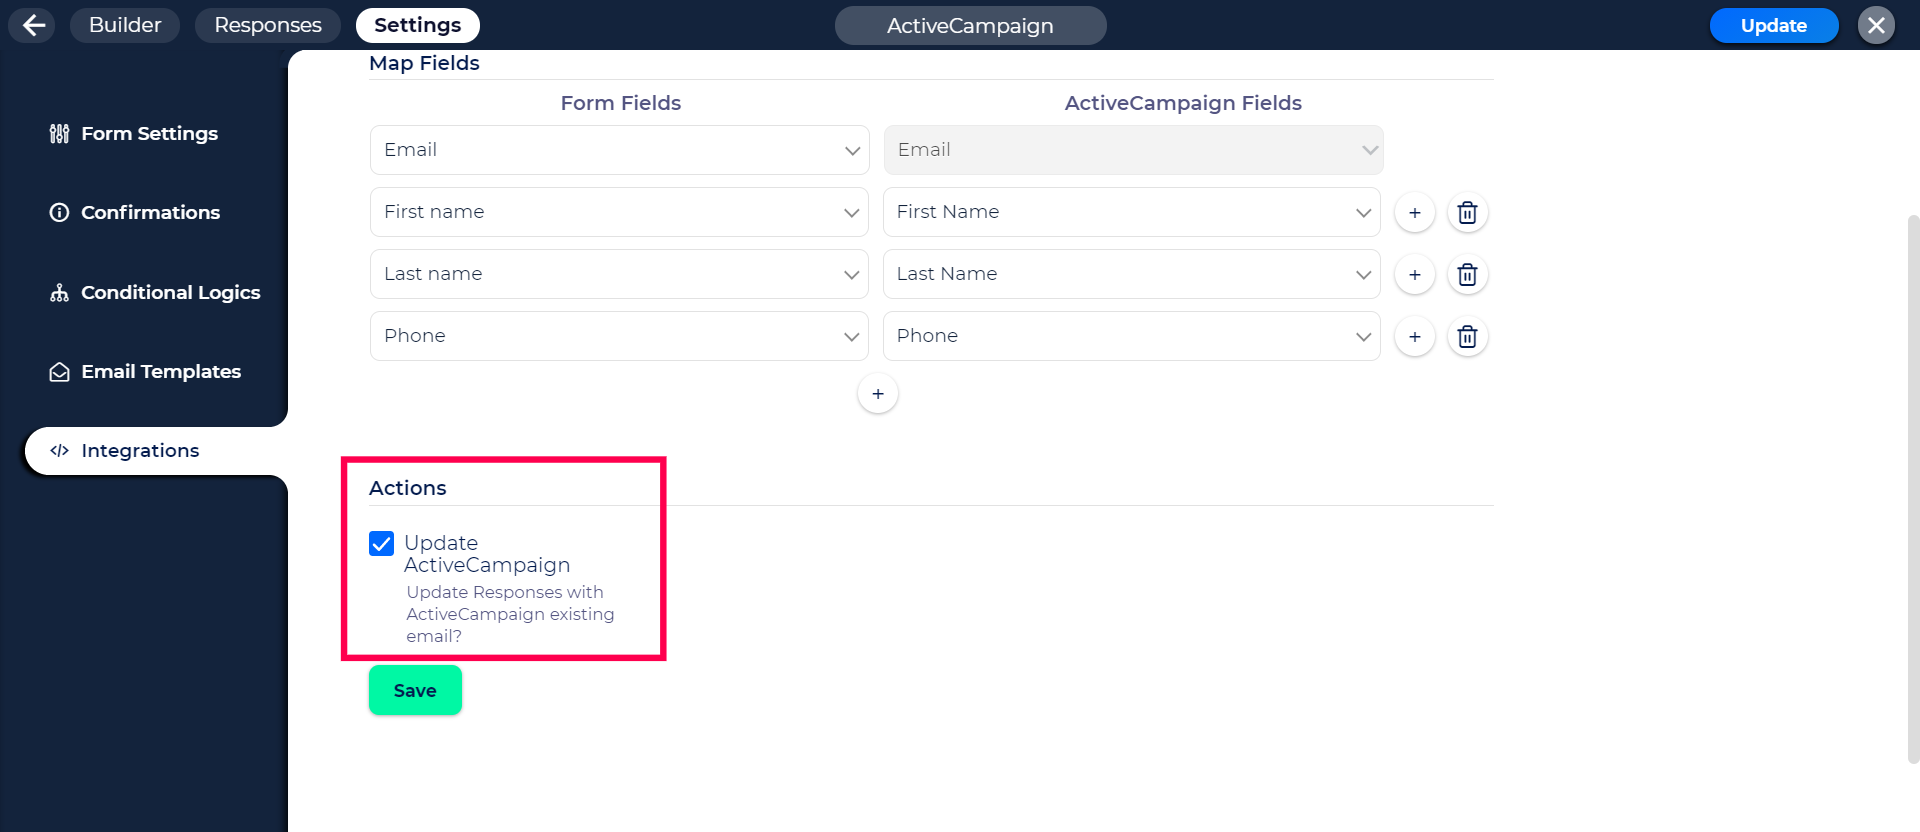 Builder
Responses
Settings
ActiveCampaign
Update
Form Settings
Confirmations
Conditional Logics
Email Templates
Integrations
Map Fields
Form Fields
ActiveCampaign Fields
Email
Email
First name
First Name
Last name
Last Name
Phone
Phone
Actions
Update
ActiveCampaign
Update Responses with
ActiveCampaign existing
email?
Save